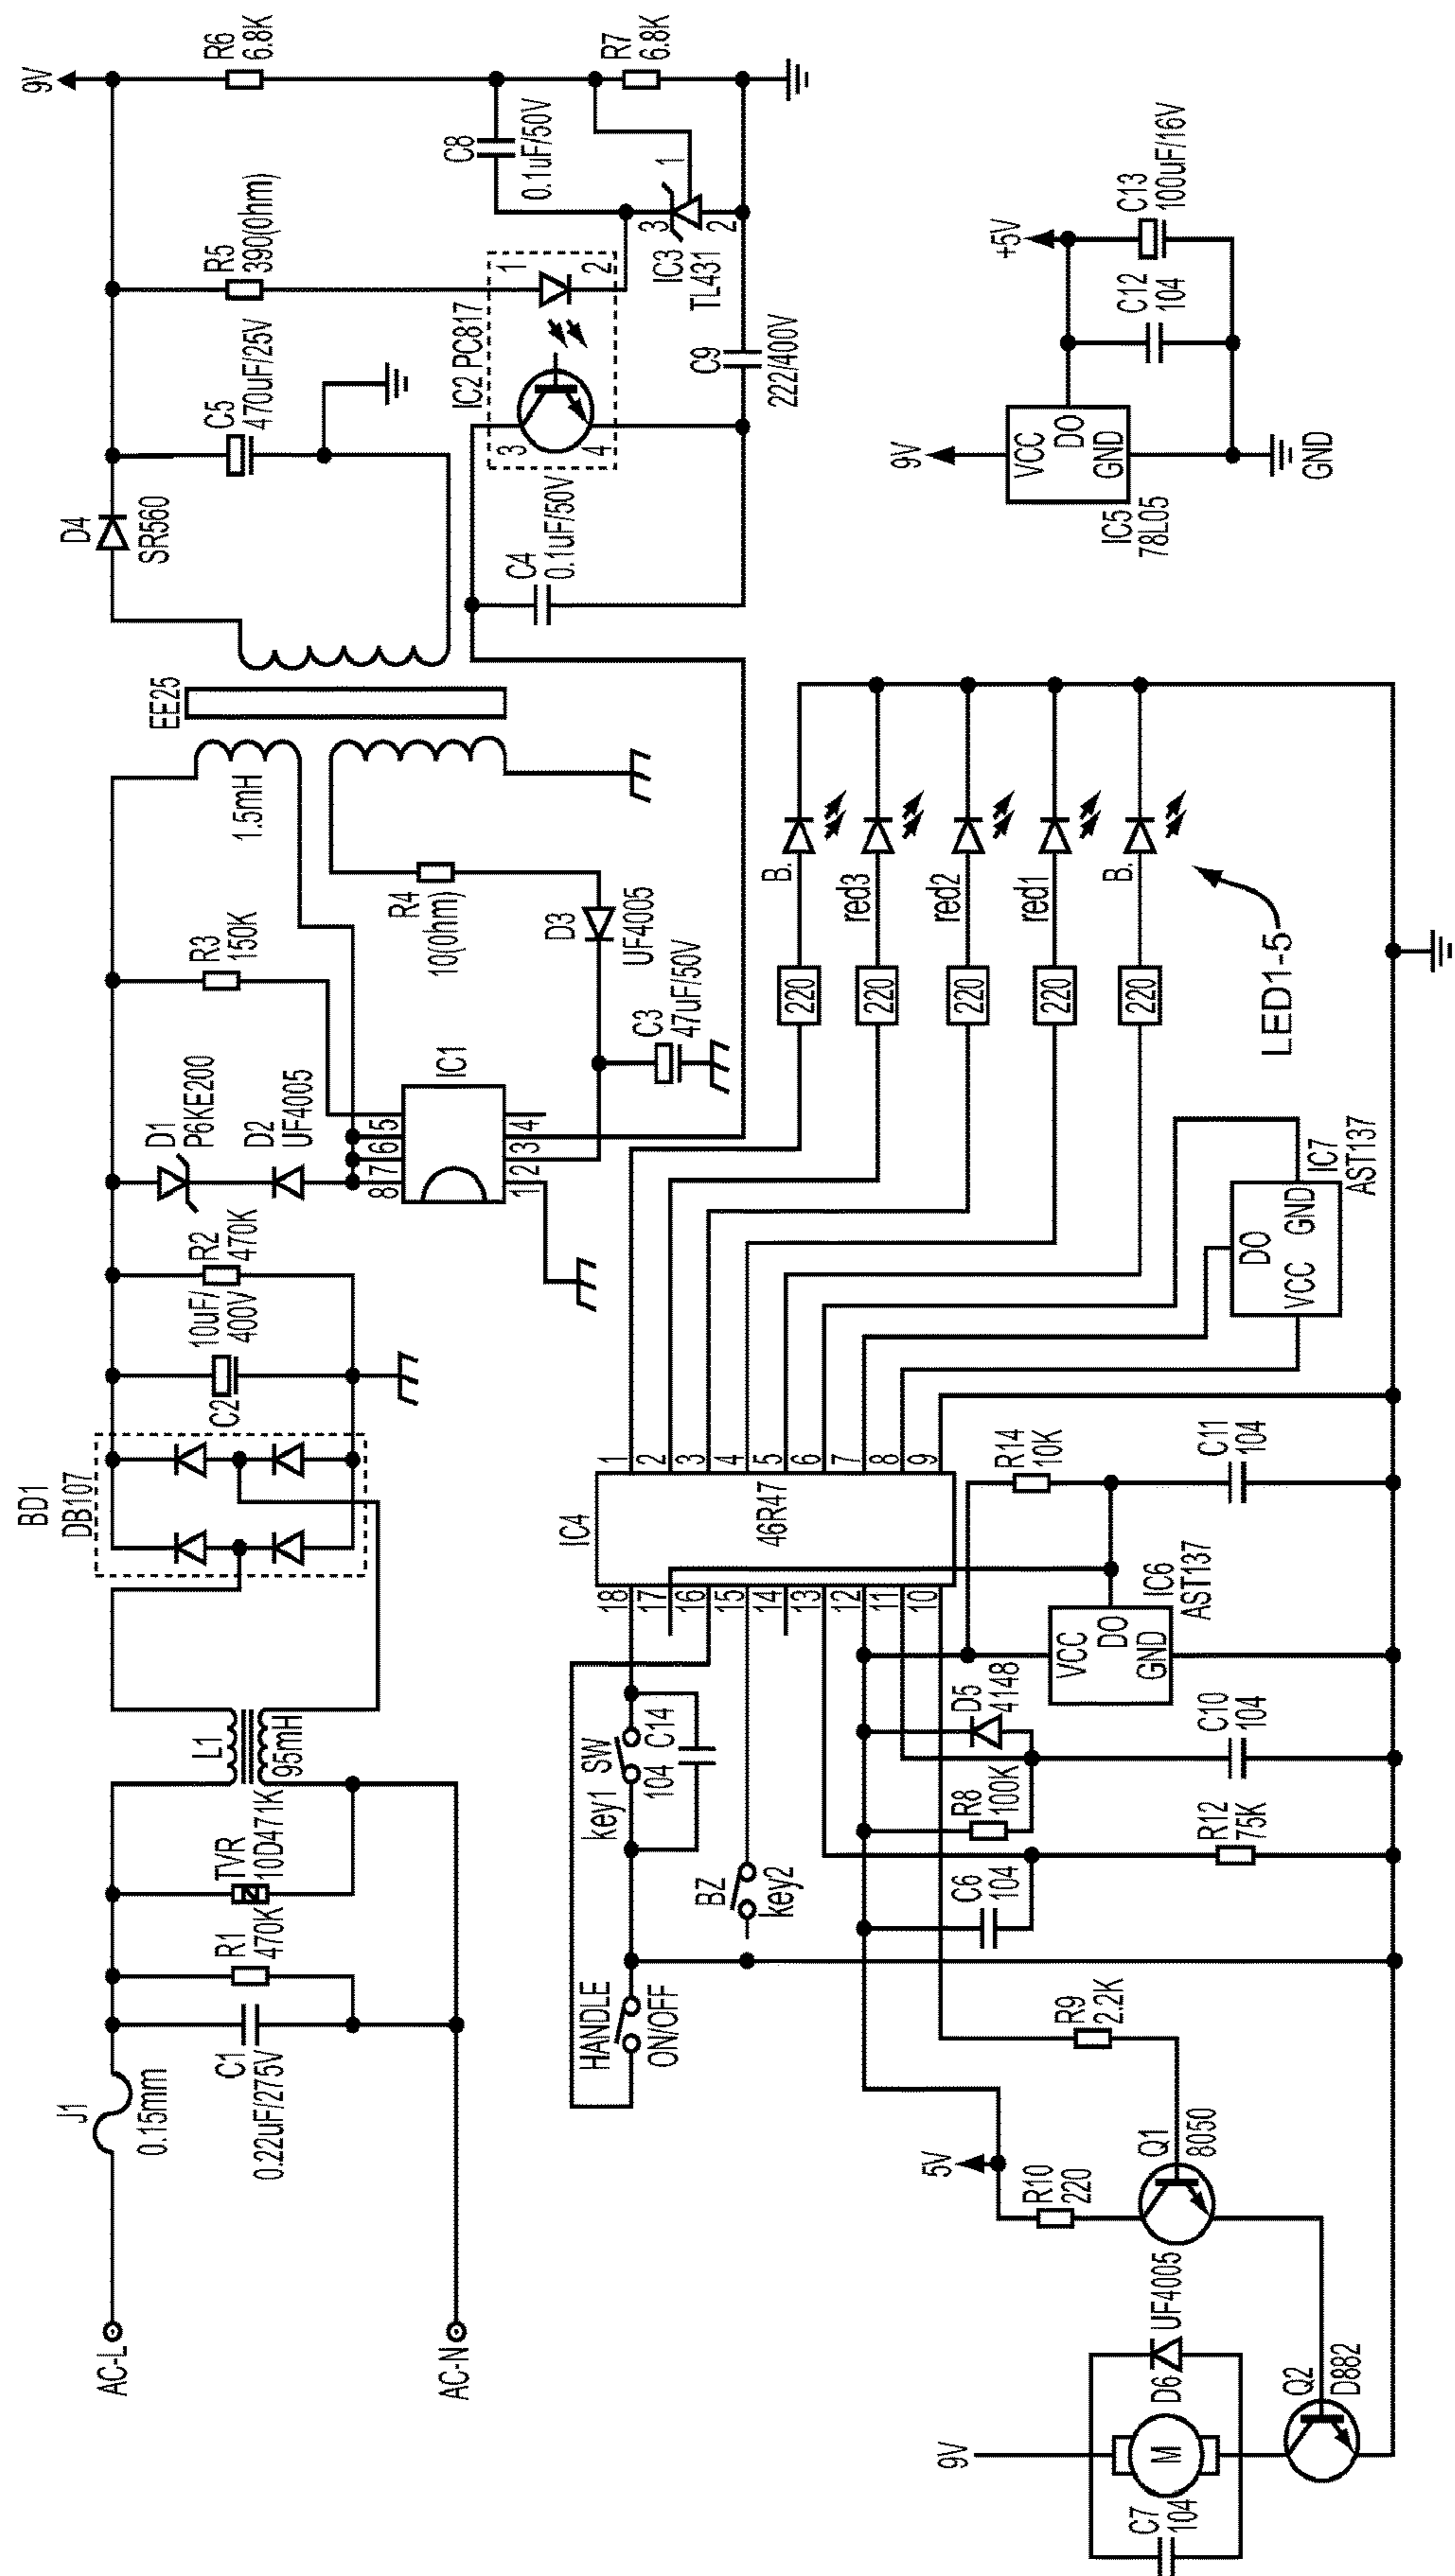 AC-L
J1
0.15mm
C1
0.22uF/275V
R1
470K
TVR
10D471K
L1
95mH
AC-N
BD1
DB107
C2
10uF/
400V
R2
470K
D1
P6KE200
D2
UF4005
R3
150K
1.5mH
EE25
8
7
6
5
1
2
3
4
IC1
R4
10(0hm)
D3
UF4005
C3
47uF/50V
D4
SR560
C5
470uF/25V
R5
390(0hm)
9V
R6
6.8K
IC2 PC817
3
4
1
2
C4
0.1uF/50V
C8
0.1uF/50V
R7
6.8K
3
1
2
IC3
TL431
C9
222/400V
HANDLE
ON/OFF
key1
SW
104
C14
BZ
key2
IC4
46R47
18
17
16
15
14
13
12
11
10
1
2
3
4
5
6
7
8
9
220
220
220
220
220
B.
red3
red2
red1
B.
LED1-5
9V
VCC
DO
GND
IC5
78L05
+5V
C12
104
C13
100uF/16V
GND
9V
C7
104
M
D6
UF4005
Q2
D882
5V
R10
220
Q1
8050
R9
2.2K
C6
104
R8
100K
D5
4148
R12
75K
C10
104
VCC
DO
GND
IC6
AST137
R14
10K
C11
104
DO
VCC
GND
IC7
AST137